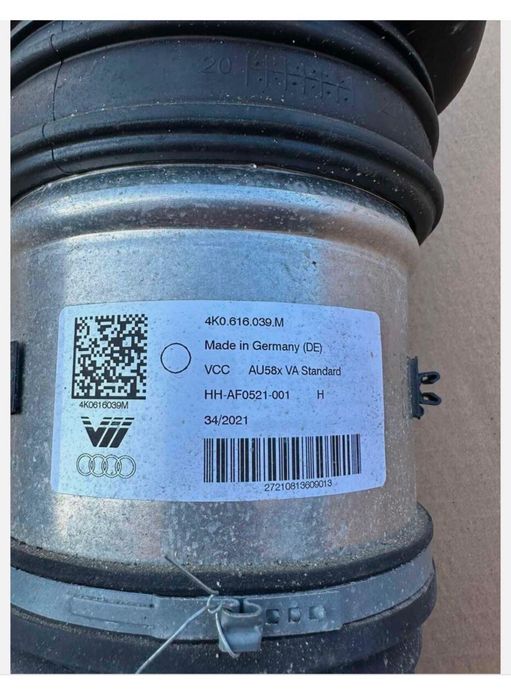 20
4K0.616.039.M
Made in Germany (DE)
VCC AU58x VA Standard
HH-AF0521-001 H
34/2021
4K0616039M
27210813609013